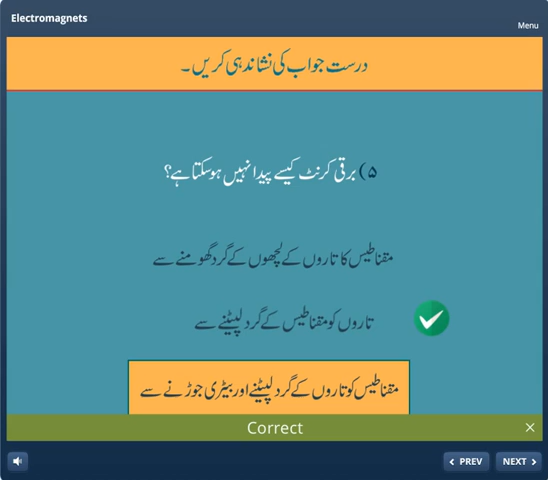 Electromagnets
Menu
درست جواب کی نشاندہی کریں۔
۵) برقی کرنٹ کیسے پیدا نہیں ہوسکتا ہے؟
مقناطیس کا تاروں کے لچھوں کے گرد گھومنے سے
تاروں کو مقناطیس کے گرد لپیٹنے سے
مقناطیس کو تاروں کے گرد لپیٹنے اور بیٹری جوڑنے سے
Correct
PREV
NEXT